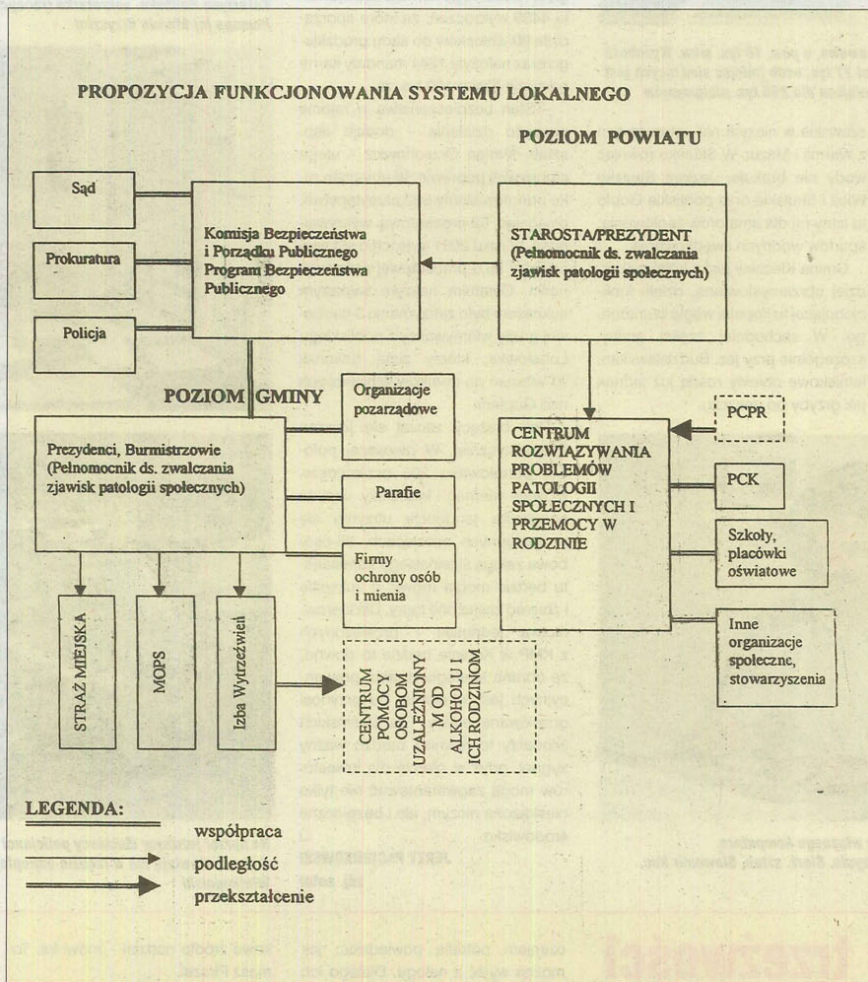 PROPOZYCJA FUNKCJONOWANIA SYSTEMU LOKALNEGO
POZIOM POWIATU
Sąd
Prokuratura
Policja
Komisja Bezpieczeństwa
i Porządku Publicznego
Program Bezpieczeństwa
Publicznego
STAROSTA/PREZYDENT
(Pełnomocnik ds. zwalczania
zjawisk patologii społecznych)
POZIOM GMINY
Prezydenci, Burmistrzowie
(Pełnomocnik ds. zwalczania
zjawisk patologii społecznych)
Organizacje
pozarządowe
Parafie
Firmy
ochrony osób
i mienia
CENTRUM
ROZWIĄZYWANIA
PROBLEMÓW
PATOLOGII
SPOŁECZNYCH I
PRZEMOCY W
RODZINIE
PCPR
PCK
Szkoły,
placówki
oświatowe
Inne
organizacje
społeczne,
stowarzyszenia
STRAŻ MIEJSKA
MOPS
Izba Wytrzeźwień
CENTRUM
POMOCY
OSOBOM
UZALEŻNIONY
M OD
ALKOHOLU I
ICH RODZINOM
LEGENDA:
współpraca
podległość
przekształcenie